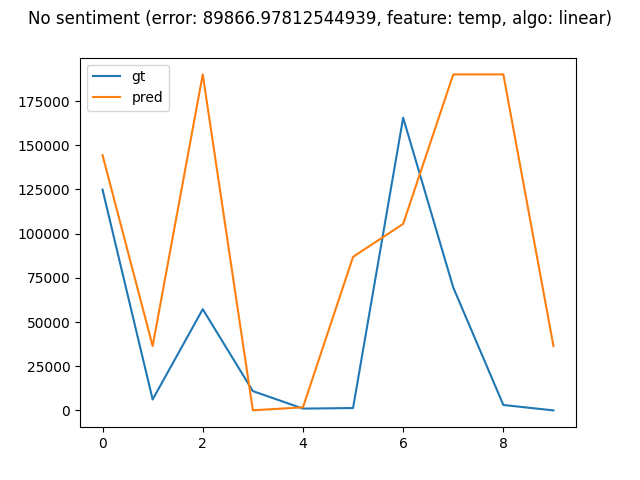 No sentiment (error: 89866.97812544939, feature: temp, algo: linear)
gt
pred
175000
150000
125000
100000
75000
50000
25000
0
0 2 4 6 8